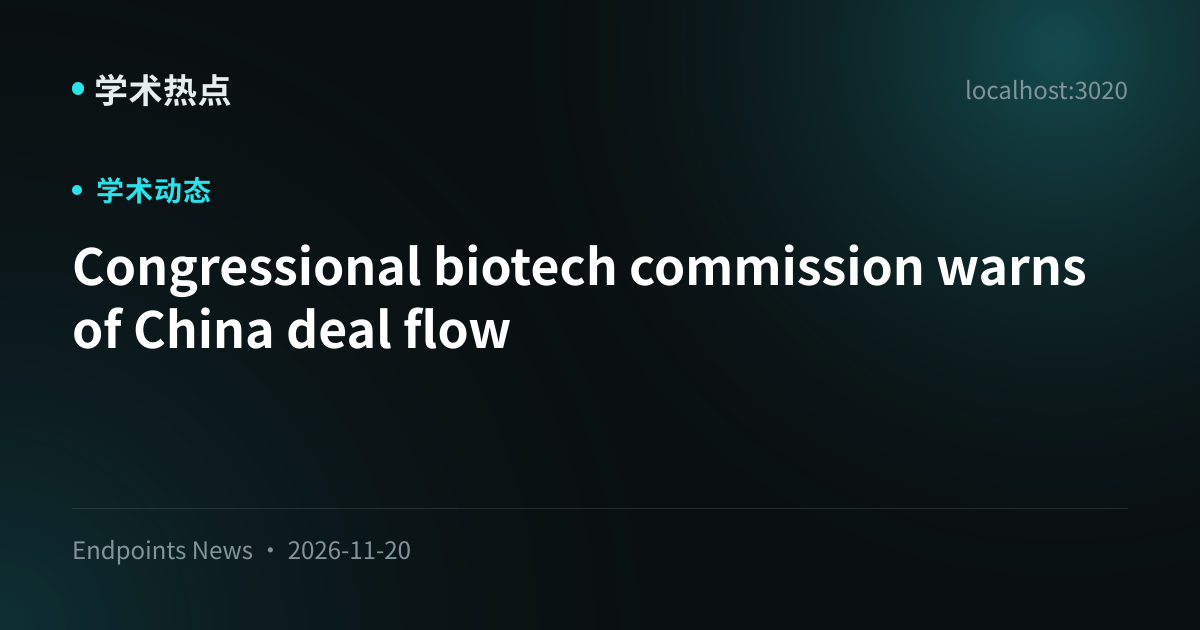 学术热点
localhost:3020
学术动态
Congressional biotech commission warns
of China deal flow
Endpoints News · 2026-11-20